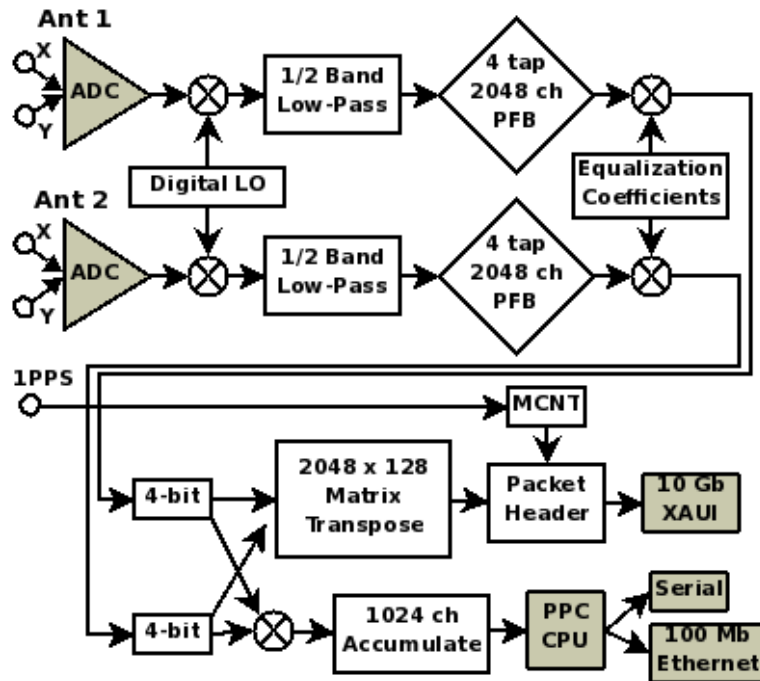 Ant 1
X
ADC
Y
1/2 Band
Low-Pass
4 tap
2048 ch
PFB
Digital LO
Equalization
Coefficients
Ant 2
X
ADC
Y
1/2 Band
Low-Pass
4 tap
2048 ch
PFB
1PPS
MCNT
4-bit
2048 x 128
Matrix
Transpose
Packet
Header
10 Gb
XAUI
4-bit
1024 ch
Accumulate
PPC
CPU
Serial
100 Mb
Ethernet